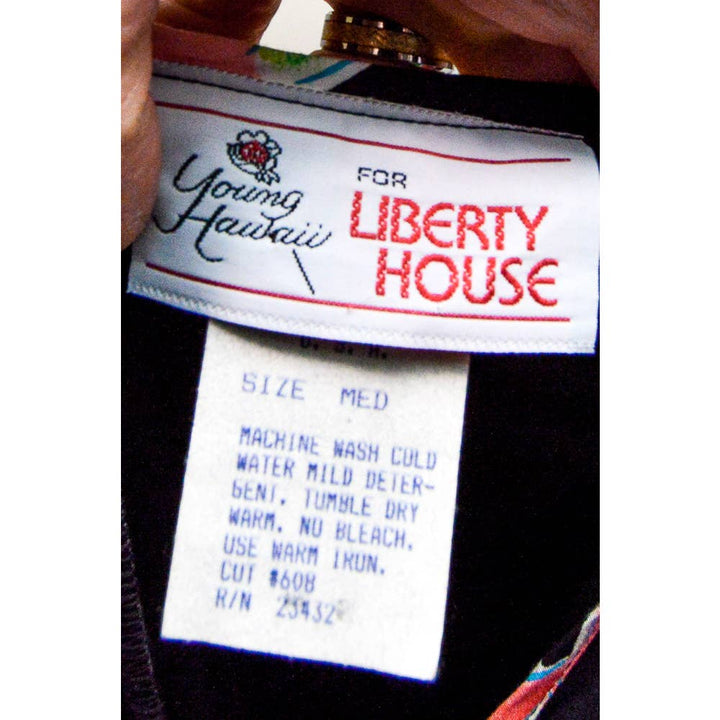 Young
Hawaii
FOR
LIBERTY
HOUSE
U. S. A.
SIZE MED
MACHINE WASH COLD
WATER MILD DETER-
GENT. TUMBLE DRY
WARM. NO BLEACH.
USE WARM IRON.
CUT #608
R/N 23432